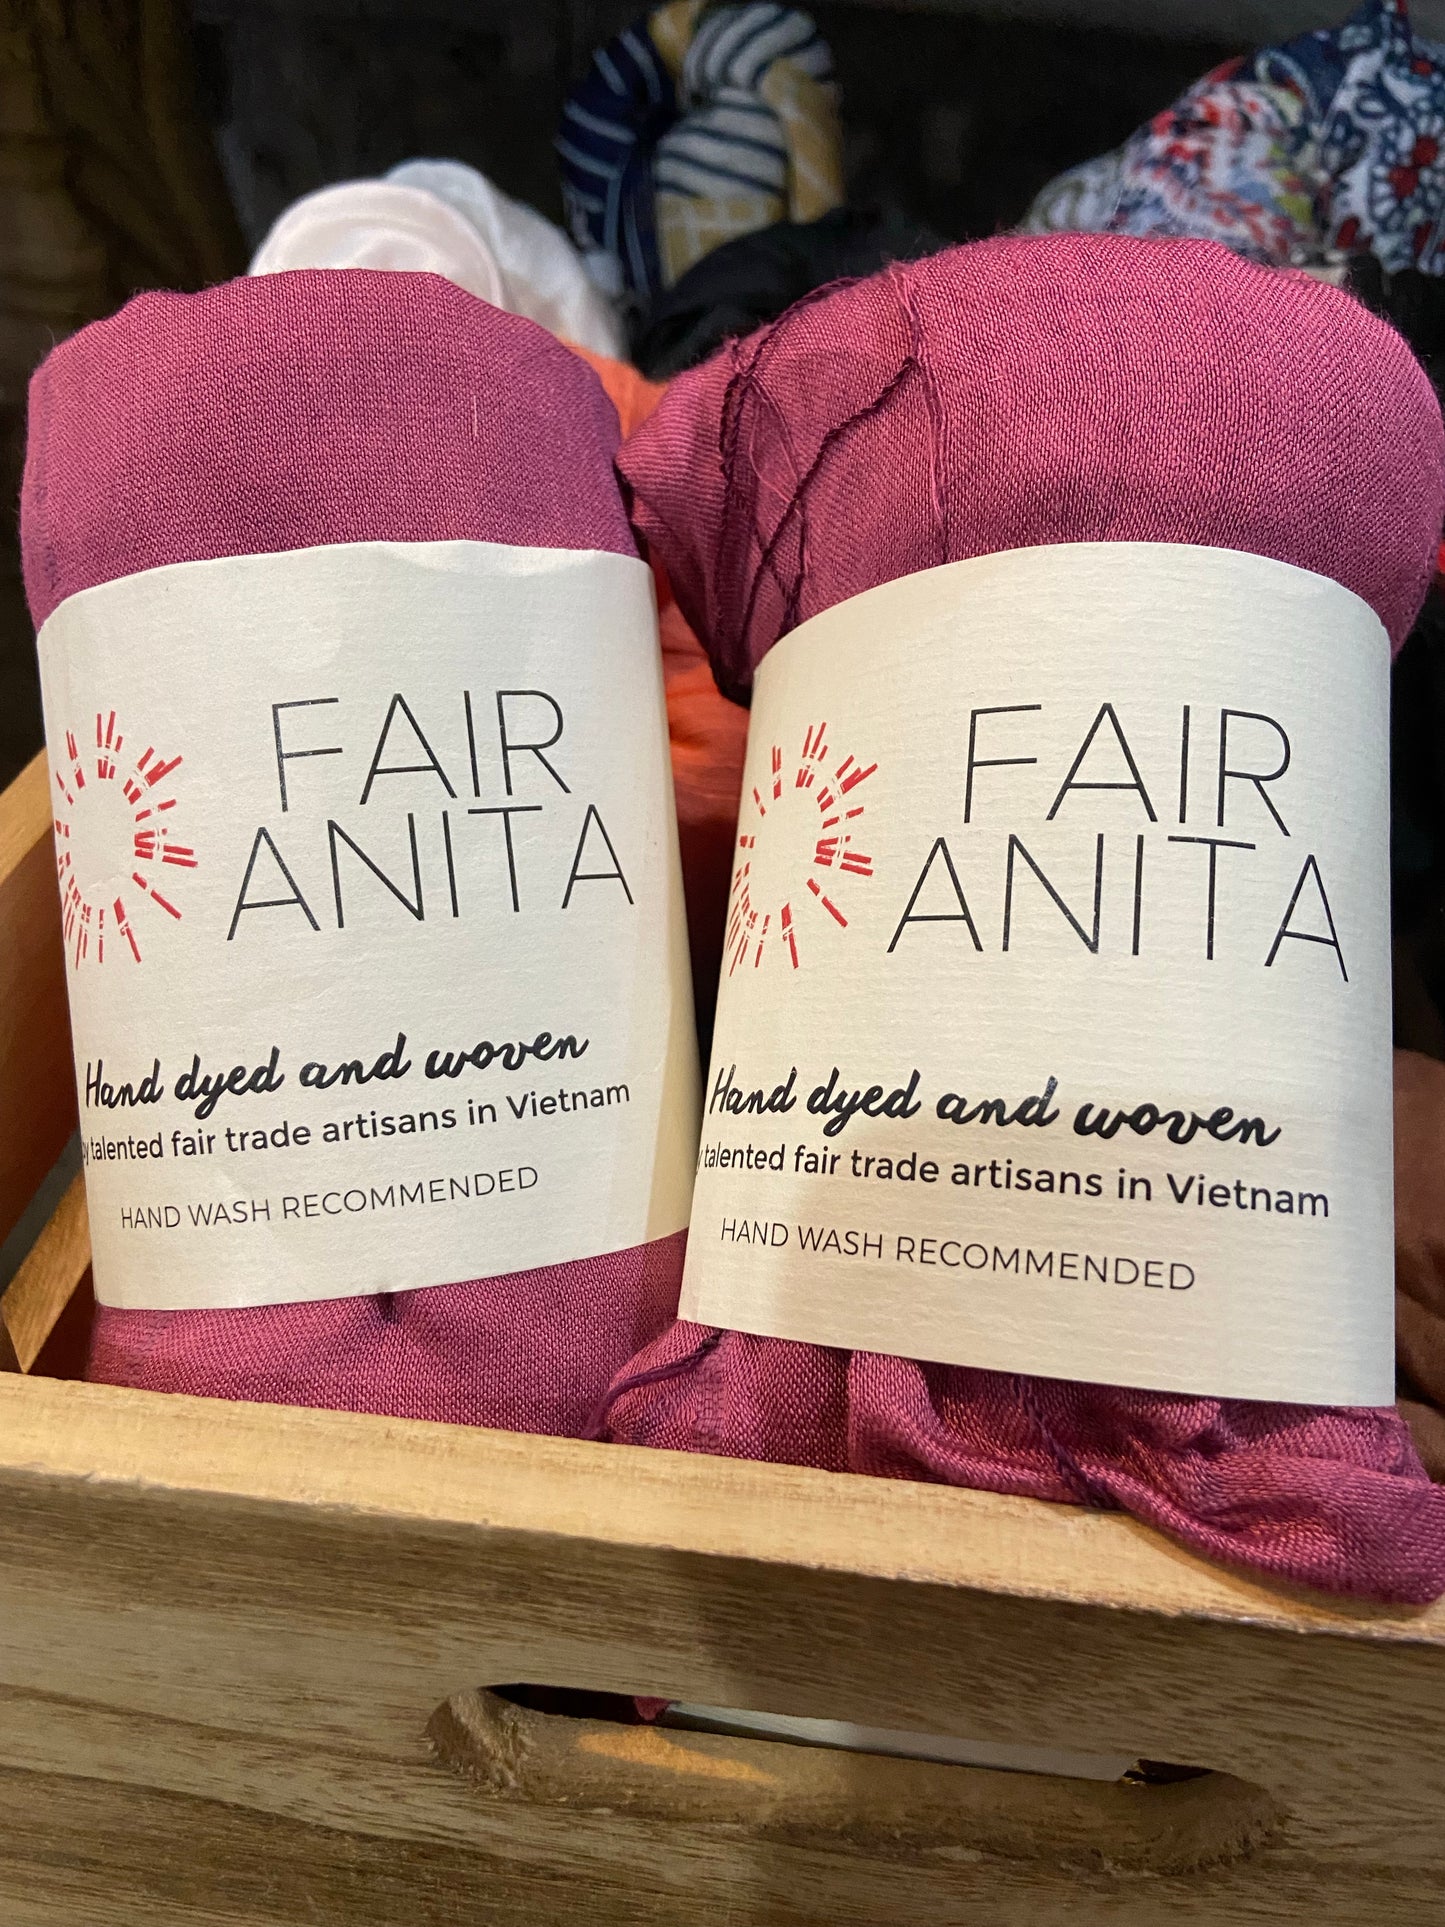 FAIR
ANITA
Hand dyed and woven
talented fair trade artisans in Vietnam
HAND WASH RECOMMENDED
FAIR
ANITA
Hand dyed and woven
talented fair trade artisans in Vietnam
HAND WASH RECOMMENDED